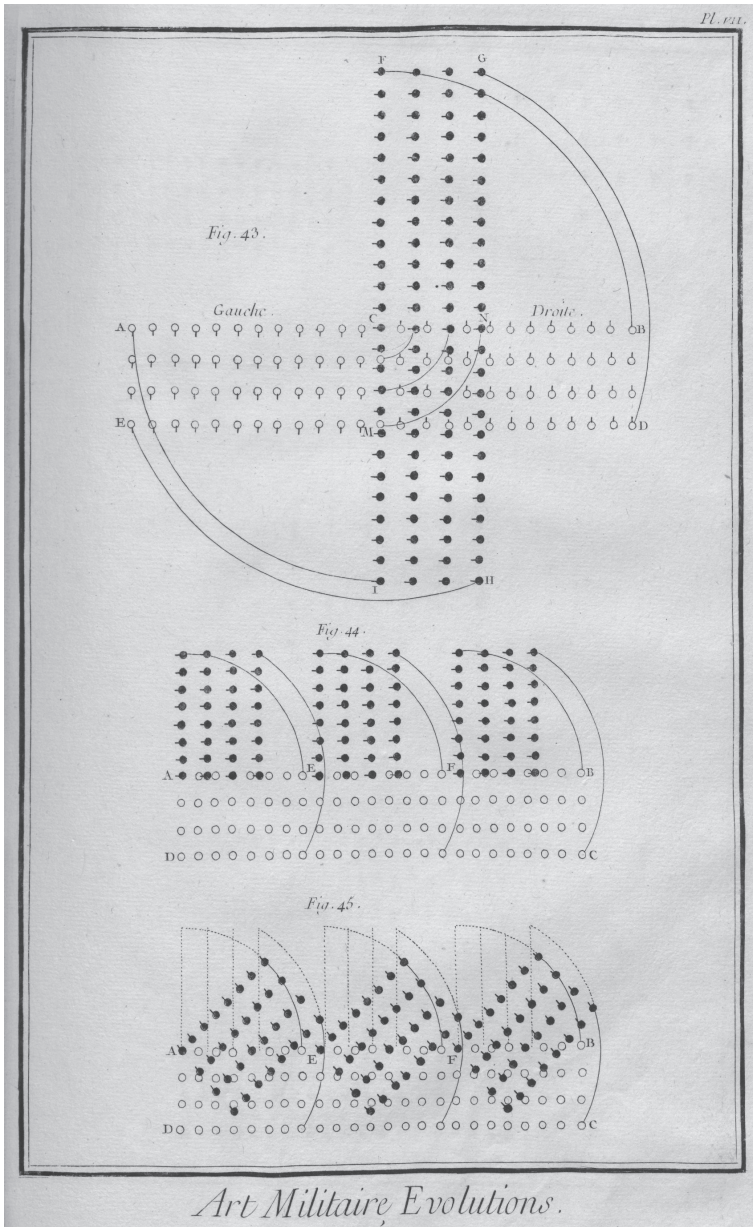 Pl. VII.
F G
Fig. 43.
Gauche. Droite.
A C N B
E M D
I H
Fig. 44.
A E F B
D C
Fig. 45.
A E F B
D C
Art Militaire Evolutions.